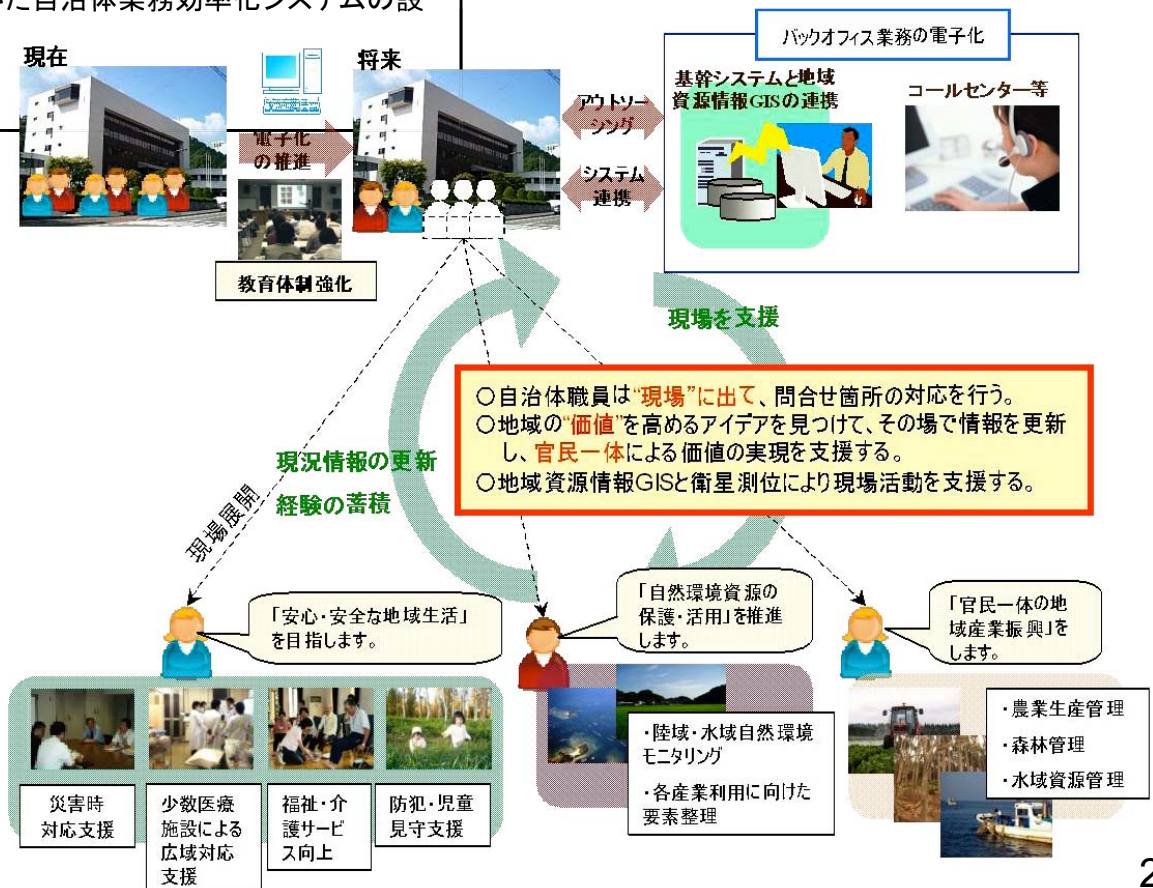 た自治体業務効率化システムの設
現在
将来
電子化
の推進
教育体制強化
アウトソー
シング
システム
連携
バックオフィス業務の電子化
基幹システムと地域
資源情報GISの連携
コールセンター等
現場を支援
○自治体職員は“現場”に出て、問合せ箇所の対応を行う。
○地域の“価値”を高めるアイデアを見つけて、その場で情報を更新
し、官民一体による価値の実現を支援する。
○地域資源情報GISと衛星測位により現場活動を支援する。
現況情報の更新
経験の蓄積
現場展開
「安心・安全な地域生活」
を目指します。
「自然環境資源の
保護・活用」を推進
します。
「官民一体の地
域産業振興」を
します。
災害時
対応支援
少数医療
施設による
広域対応
支援
福祉・介
護サービ
ス向上
防犯・児童
見守支援
・陸域・水域自然環境
モニタリング
・各産業利用に向けた
要素整理
・農業生産管理
・森林管理
・水域資源管理
2